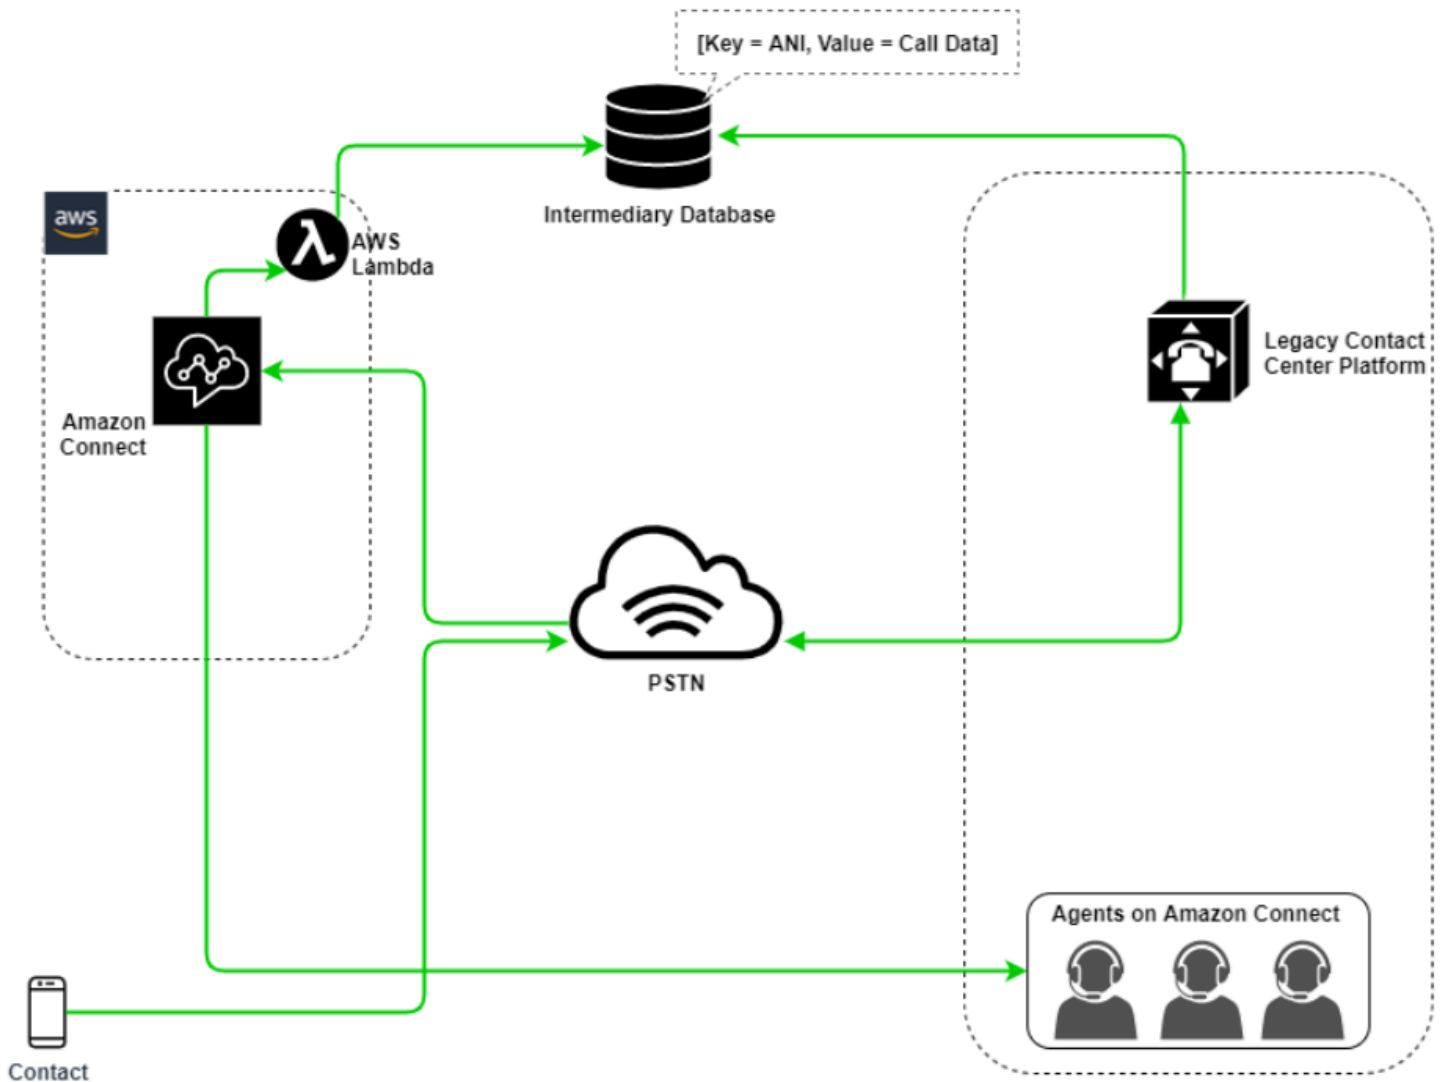 [Key = ANI, Value = Call Data]
Intermediary Database
aws
AWS
Lambda
Legacy Contact
Center Platform
Amazon
Connect
PSTN
Agents on Amazon Connect
Contact